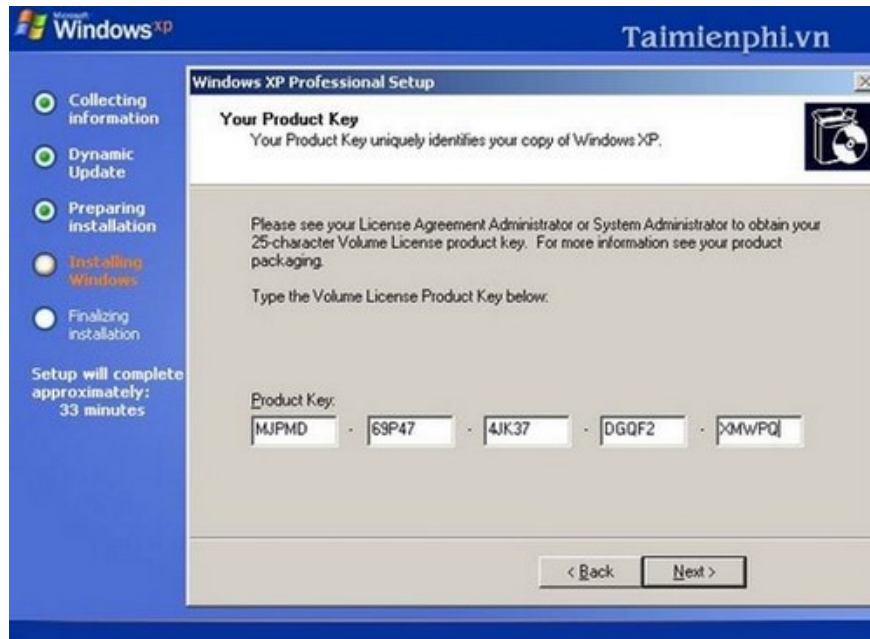 Microsoft
Windows xp
Taimienphi.vn
Collecting
information
Dynamic
Update
Preparing
installation
Installing
Windows
Finalizing
installation
Setup will complete
approximately:
33 minutes
Windows XP Professional Setup
Your Product Key
Your Product Key uniquely identifies your copy of Windows XP.
Please see your License Agreement Administrator or System Administrator to obtain your
25-character Volume License product key. For more information see your product
packaging.
Type the Volume License Product Key below:
Product Key:
MJPMD - 69P47 - 4JK37 - DGQF2 - XMWPQ
< Back Next >